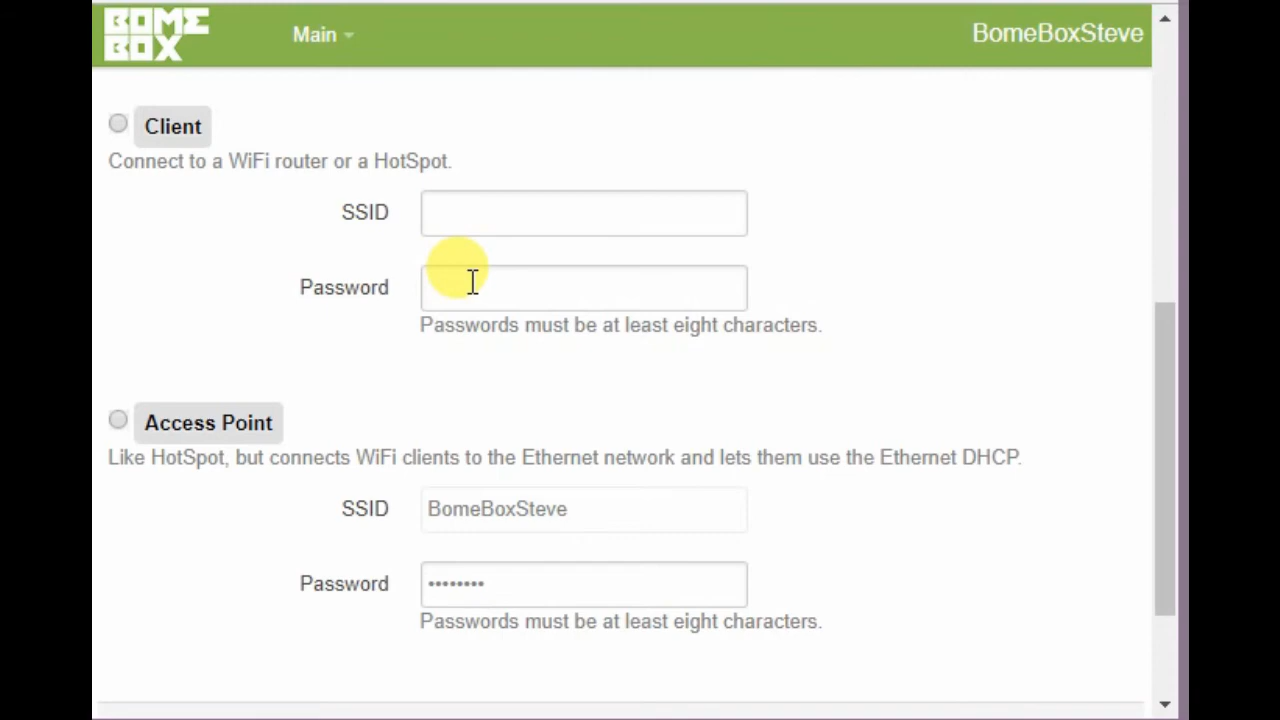 BOME
BOX
Main
BomeBoxSteve
Client
Connect to a WiFi router or a HotSpot.
SSID
Password
Passwords must be at least eight characters.
Access Point
Like HotSpot, but connects WiFi clients to the Ethernet network and lets them use the Ethernet DHCP.
SSID
BomeBoxSteve
Password
••••••••
Passwords must be at least eight characters.